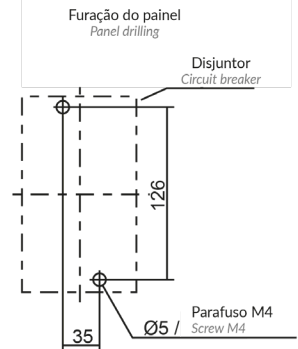 Furação do painel
Panel drilling
Disjuntor
Circuit breaker
126
35
Ø5 / Parafuso M4
Screw M4